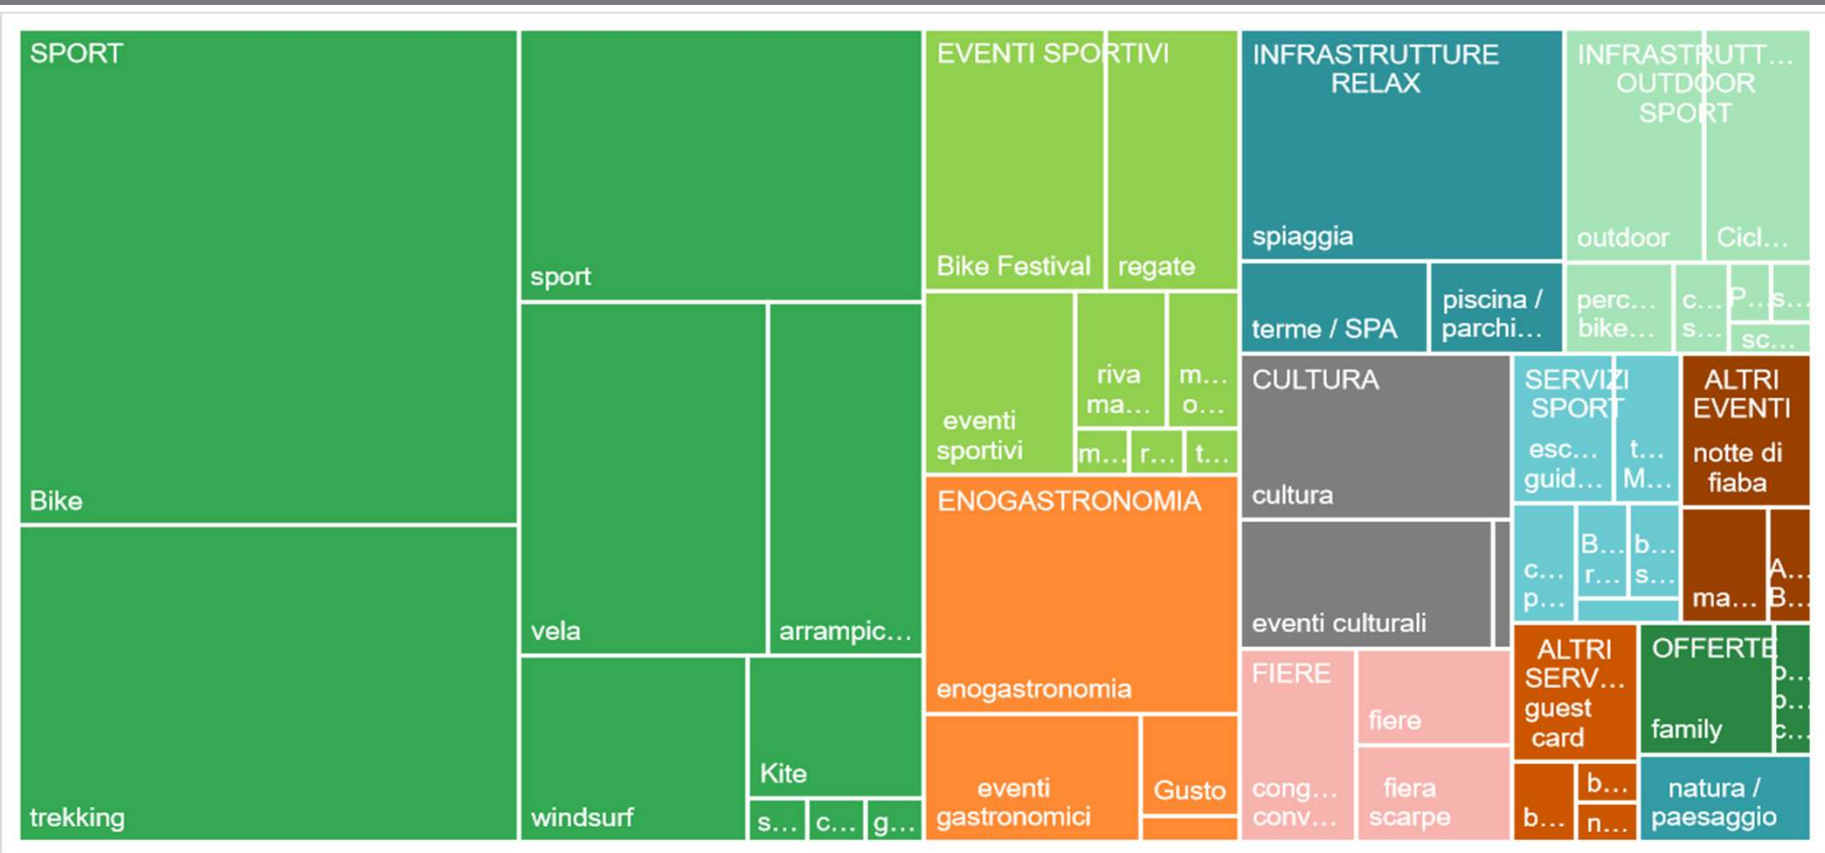 SPORT
Bike
trekking
sport
vela
arrampic...
windsurf
Kite
s...
c...
g...
EVENTI SPORTIVI
Bike Festival
regate
eventi
sportivi
riva
ma...
m...
o...
m...
r...
t...
ENOGASTRONOMIA
enogastronomia
eventi
gastronomici
Gusto
INFRASTRUTTURE
RELAX
spiaggia
terme / SPA
piscina /
parchi...
INFRASTRUTT...
OUTDOOR
SPORT
outdoor
Cicl...
perc...
bike...
c...
s...
P...
s...
sc...
CULTURA
cultura
eventi culturali
SERVIZI
SPORT
esc...
guid...
t...
M...
c...
p...
B...
r...
b...
s...
ALTRI
EVENTI
notte di
fiaba
ma...
A...
B...
FIERE
cong...
conv...
fiere
fiera
scarpe
ALTRI
SERV...
guest
card
b...
b...
n...
OFFERTE
family
c...
natura /
paesaggio